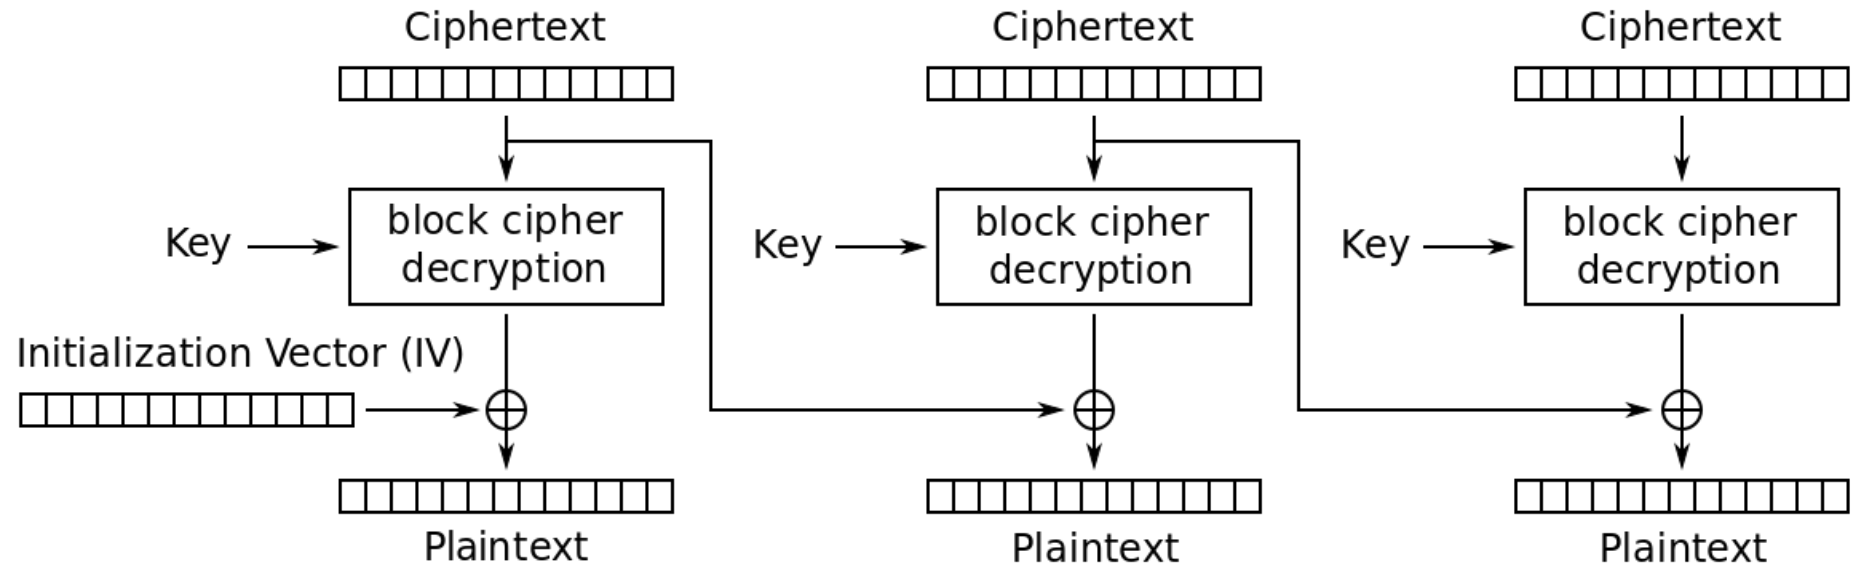 Ciphertext
Ciphertext
Ciphertext
Key
block cipher
decryption
Key
block cipher
decryption
Key
block cipher
decryption
Initialization Vector (IV)
Plaintext
Plaintext
Plaintext